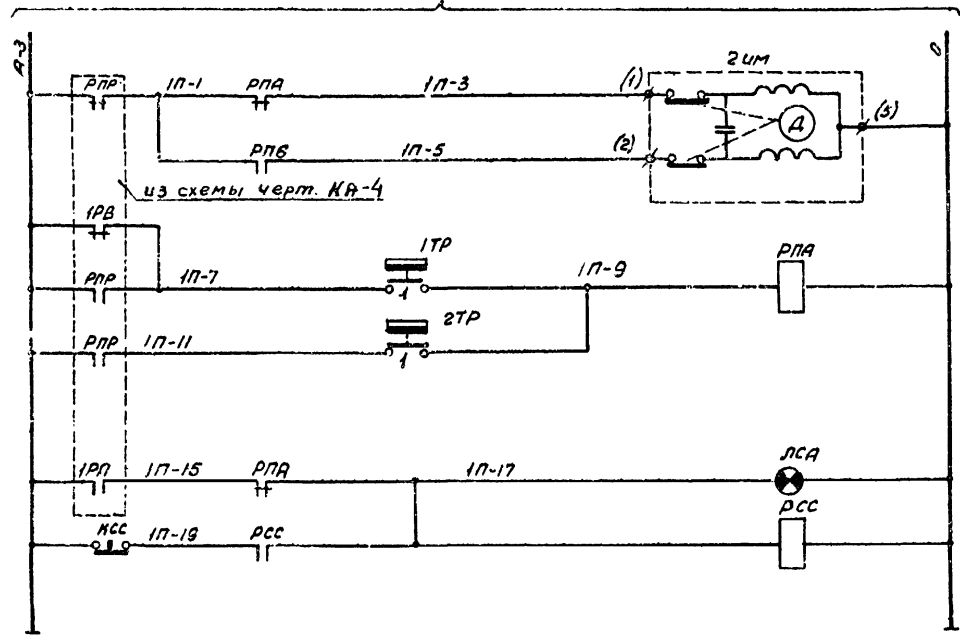 А-3
0
РПР
1П-1
РПА
1П-3
(1)
2ИМ
Д
(3)
РПБ
1П-5
(2)
из схемы черт. КА-4
1РВ
РПР
1П-7
1ТР
1
1П-9
РПА
РПР
1П-11
2ТР
1
1РП
1П-15
РПА
1П-17
ЛСА
КСС
1П-19
РСС
РСС